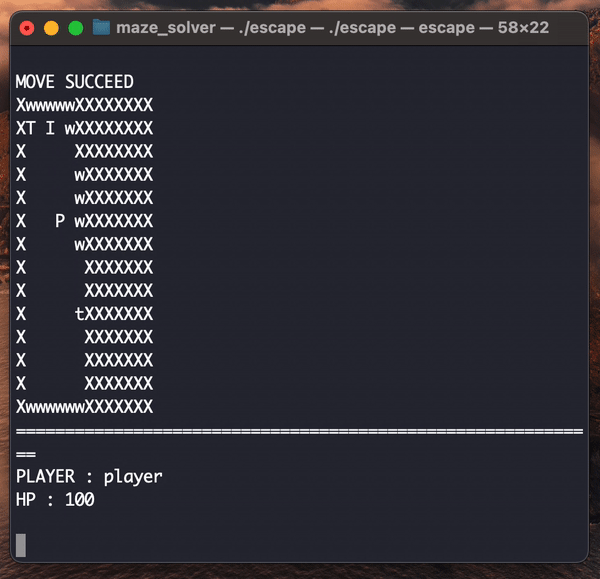 maze_solver — ./escape — ./escape — escape — 58×22
MOVE SUCCEED
XwwwwwXXXXXXXX
XT I wXXXXXXXX
X     XXXXXXXX
X     wXXXXXXX
X     wXXXXXXX
X   P wXXXXXXX
X     wXXXXXXX
X      XXXXXXX
X      XXXXXXX
X     tXXXXXXX
X      XXXXXXX
X      XXXXXXX
X      XXXXXXX
XwwwwwwXXXXXXX
==========================================================
==
PLAYER : player
HP : 100